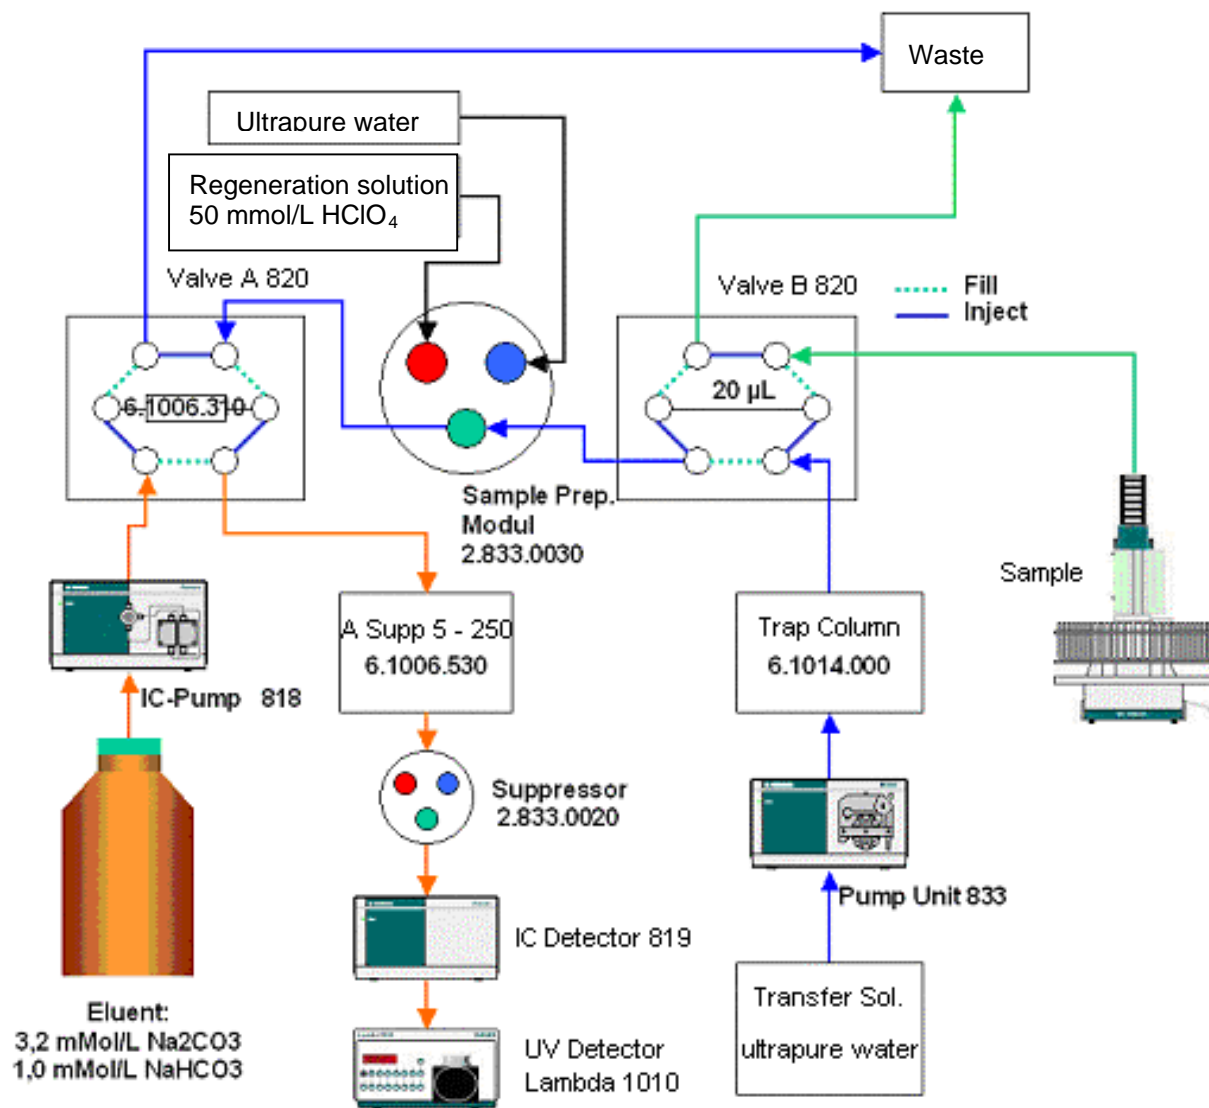 Waste
Ultrapure water
Regeneration solution
50 mmol/L HClO₄
Valve A 820
Valve B 820
Fill
Inject
6.1006.310
20 µL
Sample Prep.
Modul
2.833.0030
Sample
A Supp 5 - 250
6.1006.530
Trap Column
6.1014.000
IC-Pump 818
Suppressor
2.833.0020
Pump Unit 833
IC Detector 819
Eluent:
3,2 mMol/L Na2CO3
1,0 mMol/L NaHCO3
UV Detector
Lambda 1010
Transfer Sol.
ultrapure water